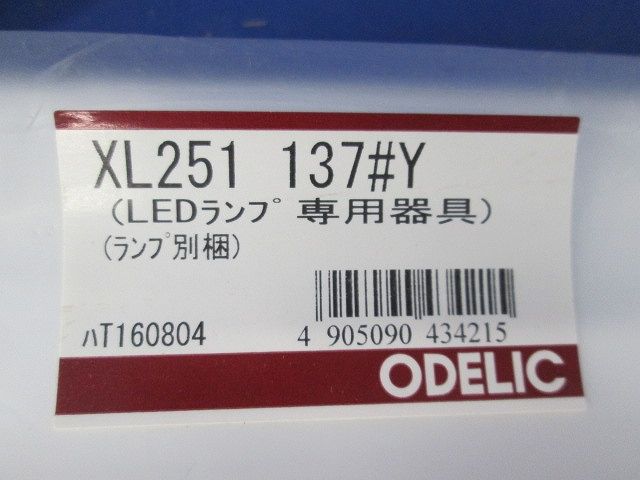 XL251 137#Y
(LEDランプ専用器具)
(ランプ別梱)
ハT160804
4 905090 434215
ODELIC